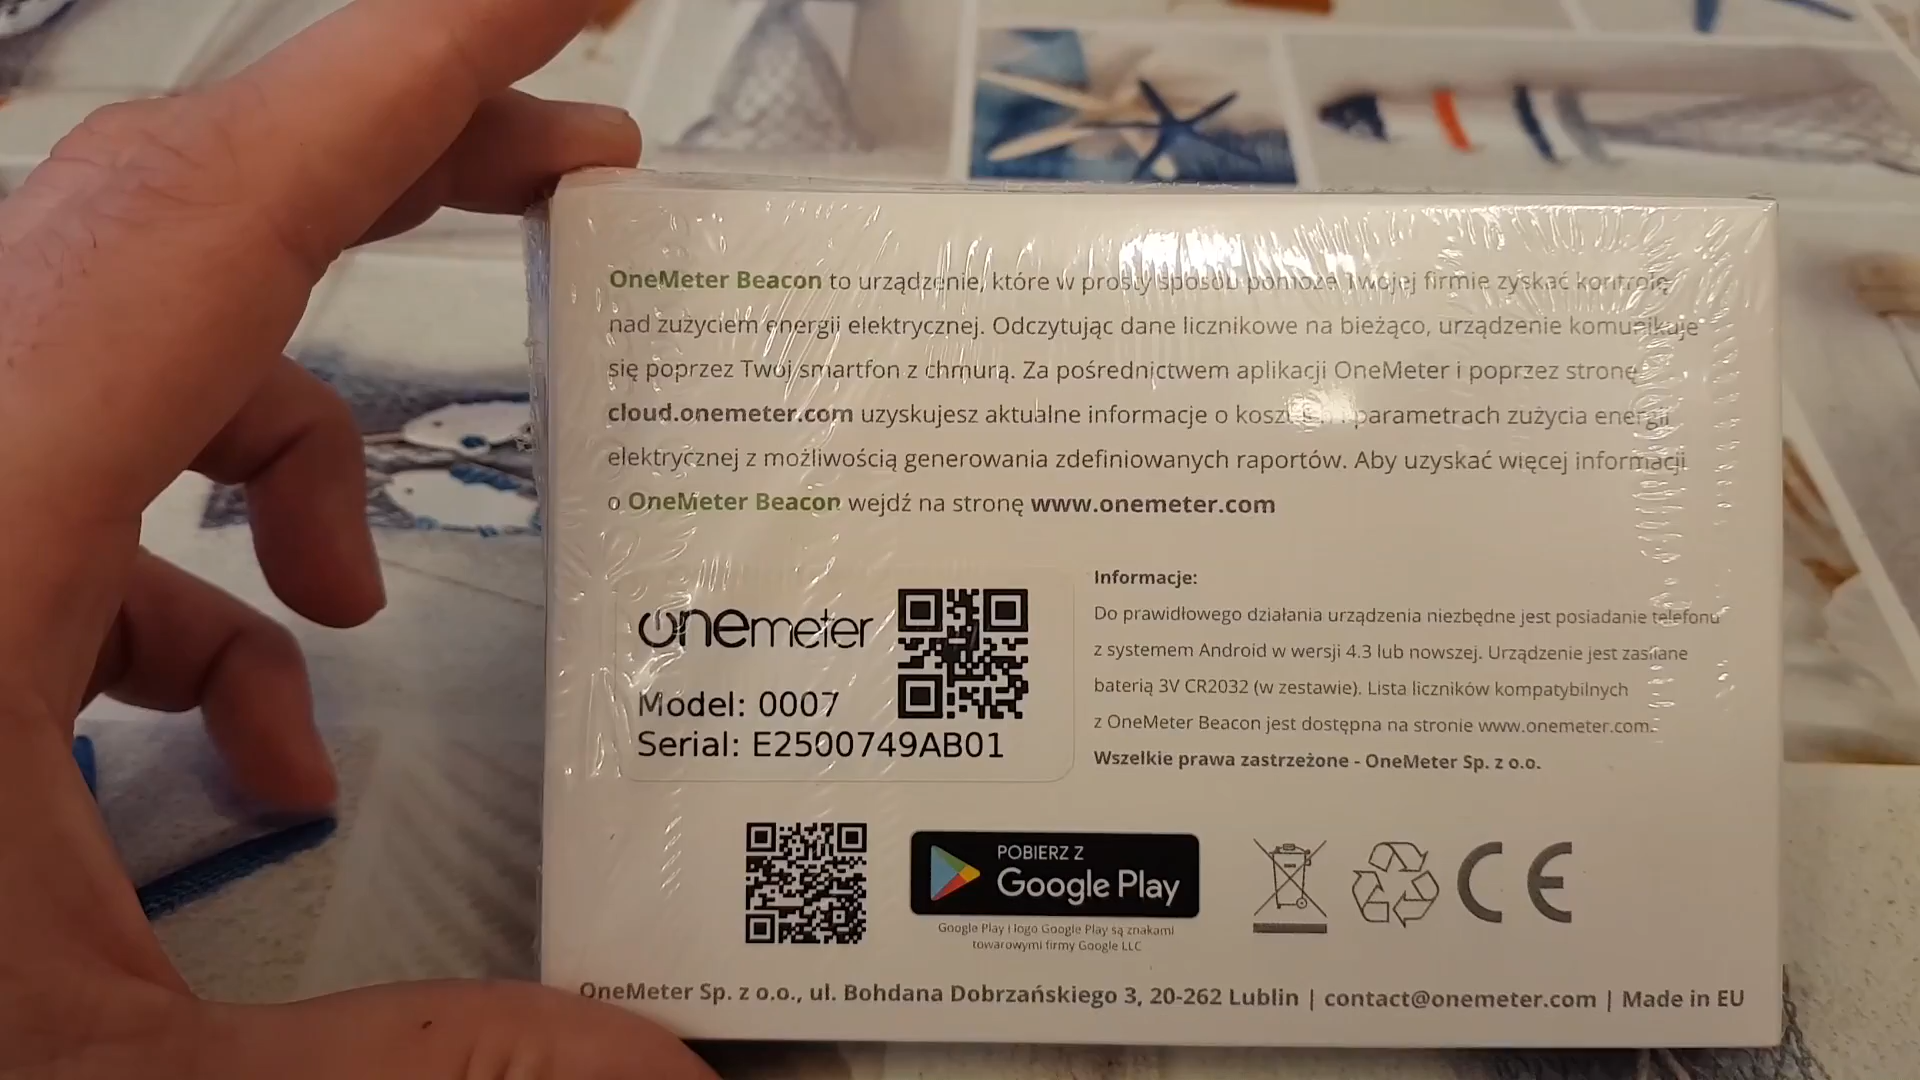 OneMeter Beacon to urządzenie, które w prosty sposób pomoże Twojej firmie zyskać kontrolę
nad zużyciem energii elektrycznej. Odczytując dane licznikowe na bieżąco, urządzenie komunikuje
się poprzez Twój smartfon z chmurą. Za pośrednictwem aplikacji OneMeter i poprzez stronę
cloud.onemeter.com uzyskujesz aktualne informacje o kosztach i parametrach zużycia energii
elektrycznej z możliwością generowania zdefiniowanych raportów. Aby uzyskać więcej informacji
o OneMeter Beacon wejdź na stronę www.onemeter.com
onemeter
Model: 0007
Serial: E2500749AB01
Informacje:
Do prawidłowego działania urządzenia niezbędne jest posiadanie telefonu
z systemem Android w wersji 4.3 lub nowszej. Urządzenie jest zasilane
baterią 3V CR2032 (w zestawie). Lista liczników kompatybilnych
z OneMeter Beacon jest dostępna na stronie www.onemeter.com.
Wszelkie prawa zastrzeżone - OneMeter Sp. z o.o.
POBIERZ Z
Google Play
Google Play i logo Google Play są znakami
towarowymi firmy Google LLC
CE
OneMeter Sp. z o.o., ul. Bohdana Dobrzańskiego 3, 20-262 Lublin | contact@onemeter.com | Made in EU